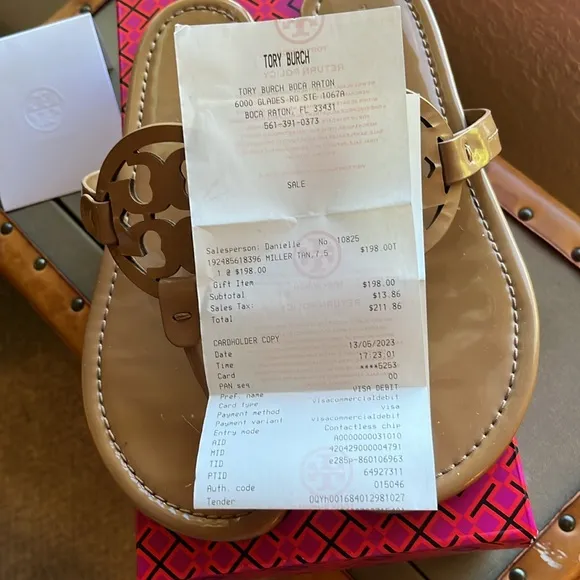 TORY BURCH
TORY BURCH BOCA RATON
6000 GLADES RD STE 1067A
BOCA RATON, FL 33431
561-391-0373
SALE
Salesperson: Danielle No 10825
192485618396 MILLER TAN,7.5 $198.00T
1 @ $198.00
Gift Item
Subtotal $198.00
Sales Tax: $13.86
Total $211.86
CARDHOLDER COPY
Date 13/05/2023
Time 17:23:01
Card ****5253
PAN seq 00
Pref. name VISA DEBIT
Card type visacommercialdebit
Payment method visa
Payment variant visacommercialdebit
Entry mode Contactless chip
AID A0000000031010
MID 420429000004791
TID e285p-860106963
PTID 64927311
Auth. code 015046
Tender DQYh001684012981027